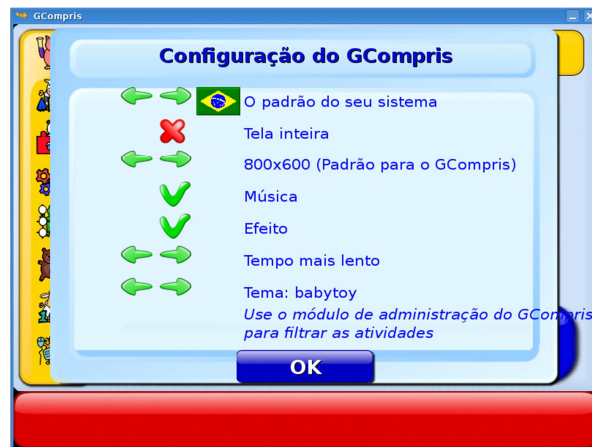 GCompris
Configuração do GCompris
O padrão do seu sistema
Tela inteira
800x600 (Padrão para o GCompris)
Música
Efeito
Tempo mais lento
Tema: babytoy
Use o módulo de administração do GCompris
para filtrar as atividades
OK